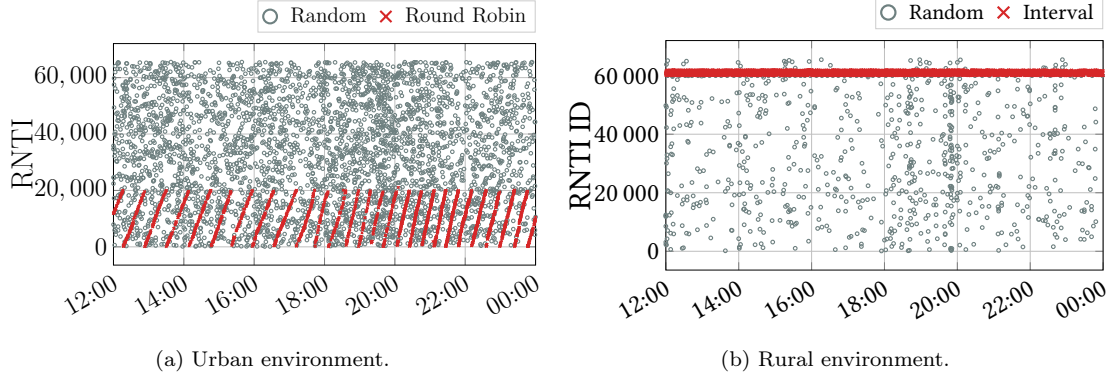 Random Round Robin
RNTI
60,000
40,000
20,000
0
12:00 14:00 16:00 18:00 20:00 22:00 00:00
(a) Urban environment.
Random Interval
RNTI ID
60 000
40 000
20 000
0
12:00 14:00 16:00 18:00 20:00 22:00 00:00
(b) Rural environment.